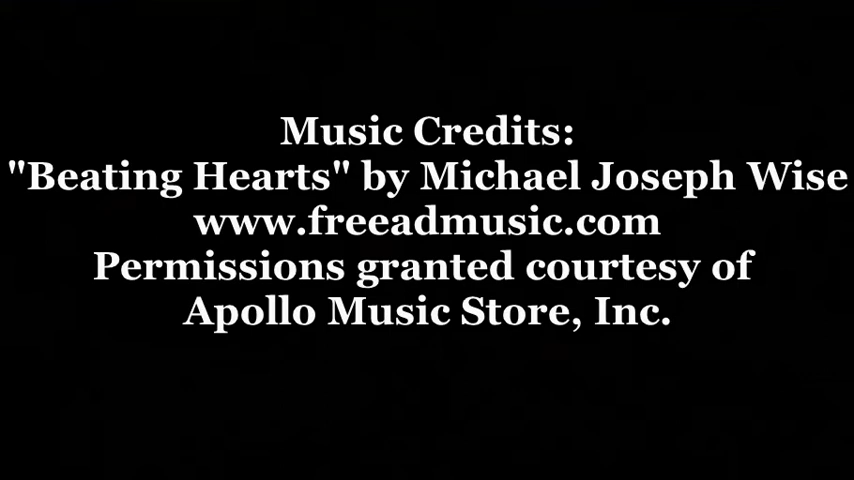 Music Credits:
"Beating Hearts" by Michael Joseph Wise
www.freeadmusic.com
Permissions granted courtesy of
Apollo Music Store, Inc.